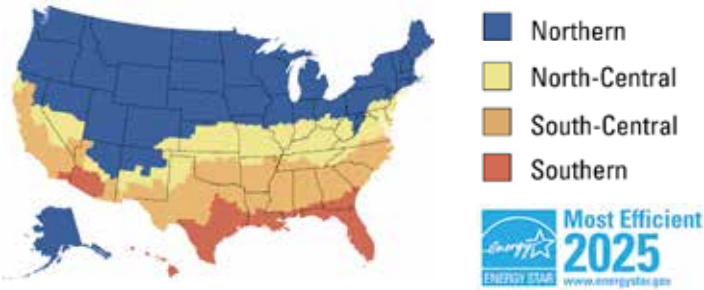 Northern
North-Central
South-Central
Southern
energy
ENERGY STAR
Most Efficient
2025
www.energystar.gov